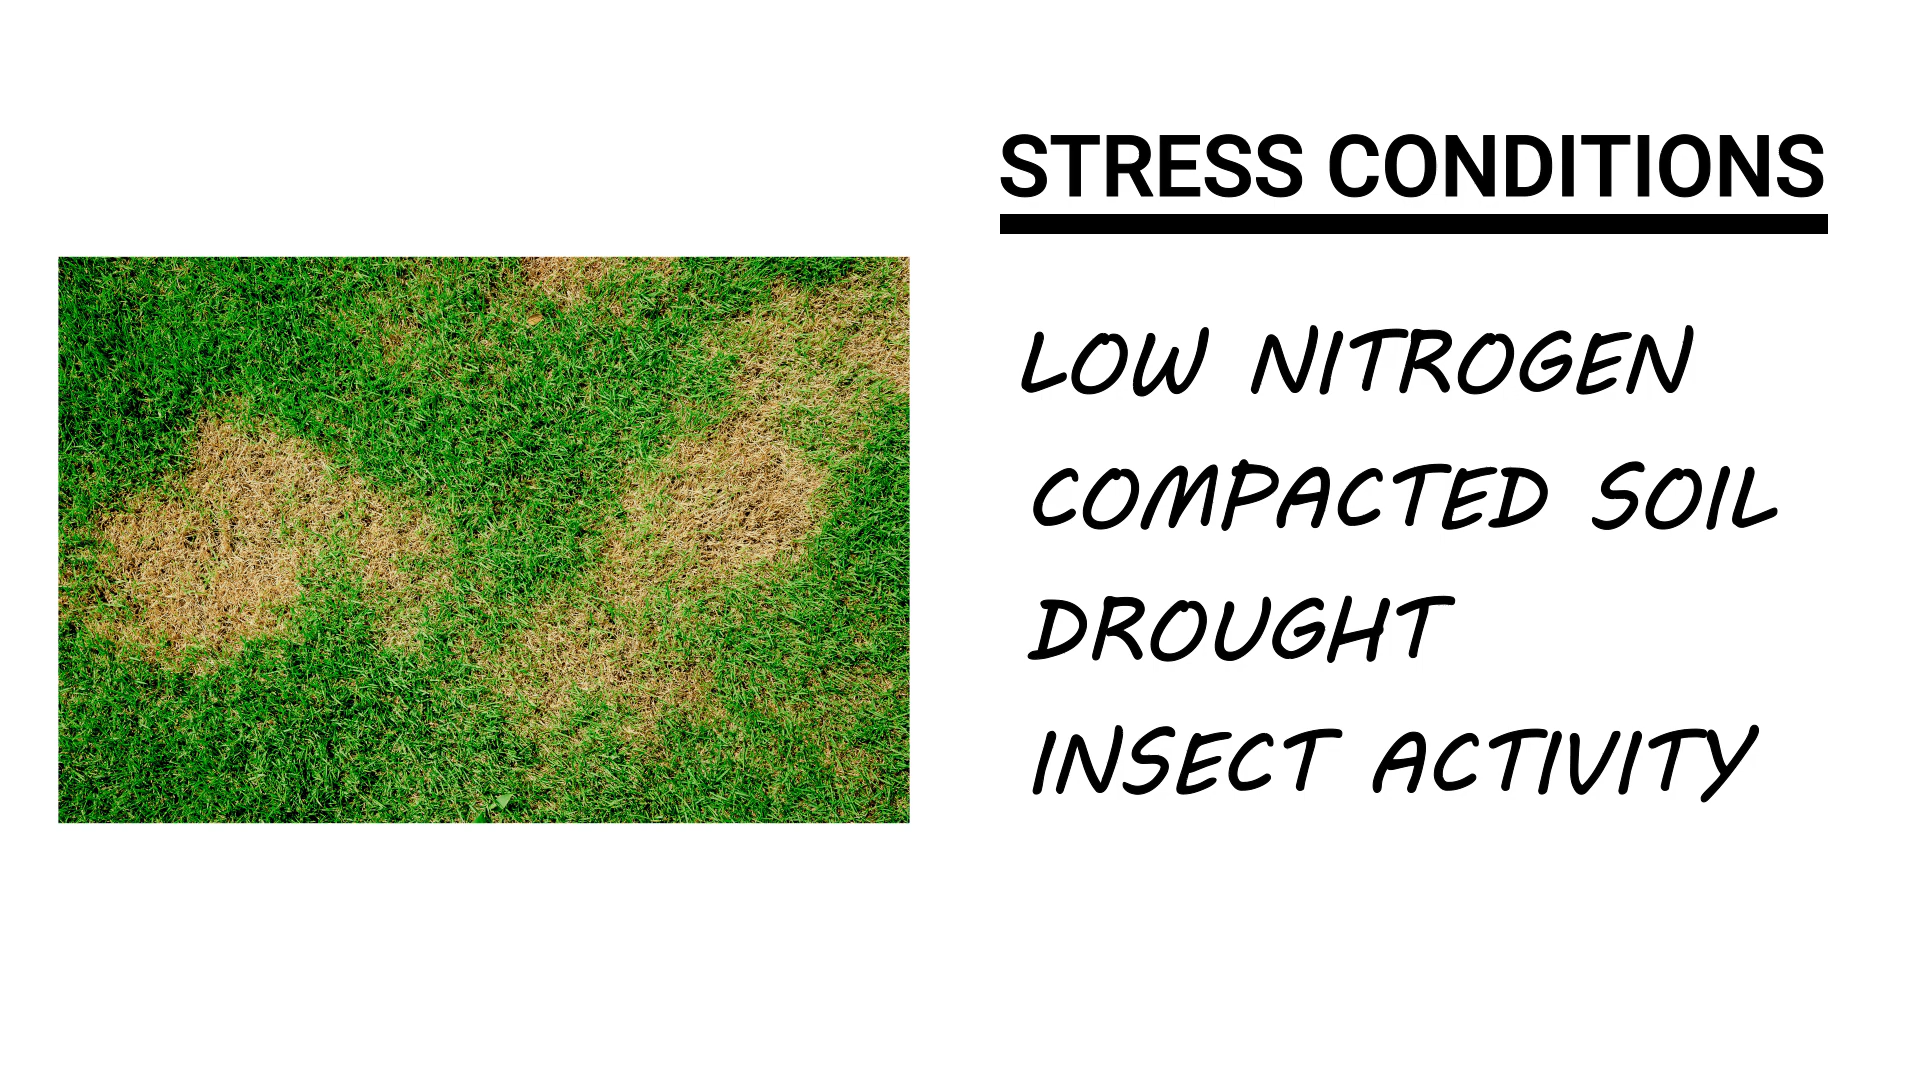 STRESS CONDITIONS
LOW NITROGEN
COMPACTED SOIL
DROUGHT
INSECT ACTIVITY